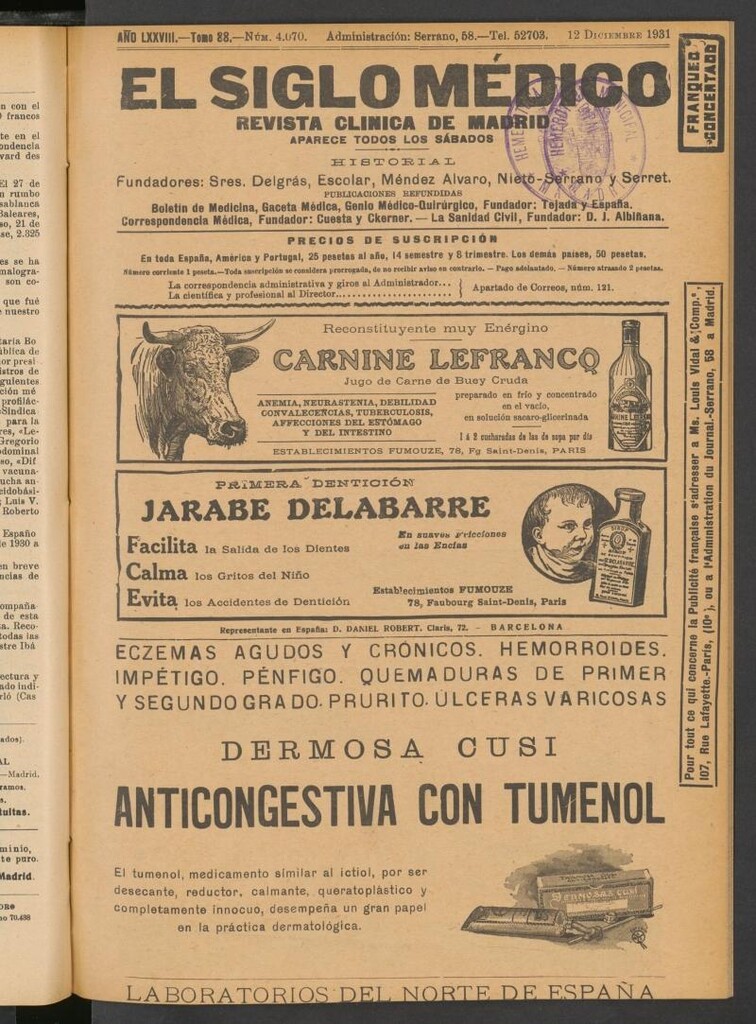 AÑO LXXVIII.—Tomo 88.—NÚM. 4.070. Administración: Serrano, 58.—Tel. 52703. 12 DICIEMBRE 1931
EL SIGLO MÉDICO
REVISTA CLINICA DE MADRID
APARECE TODOS LOS SÁBADOS
HISTORIAL
Fundadores: Sres. Delgrás, Escolar, Méndez Alvaro, Nieto-Serrano y Serret.
PUBLICACIONES REFUNDIDAS
Boletín de Medicina, Gaceta Médica, Genio Médico-Quirúrgico, Fundador: Tejada y España.
Correspondencia Médica, Fundador: Cuesta y Ckerner. — La Sanidad Civil, Fundador: D. J. Albiñana.
PRECIOS DE SUSCRIPCIÓN
En toda España, América y Portugal, 25 pesetas al año, 14 semestre y 8 trimestre. Los demás países, 50 pesetas.
Número corriente 1 peseta.—Toda suscripción se considera prorrogada, de no recibir aviso en contrario. — Pago adelantado. — Número atrasado 2 pesetas.
La correspondencia administrativa y giros al Administrador...
La científica y profesional al Director
Apartado de Correos, núm. 121.
FRANQUEO
CONCERTADO
Reconstituyente muy Enérgino
CARNINE LEFRANCQ
Jugo de Carne de Buey Cruda
ANEMIA, NEURASTENIA, DEBILIDAD
CONVALECENCIAS, TUBERCULOSIS,
AFFECCIONES DEL ESTÓMAGO
Y DEL INTESTINO
preparado en frío y concentrado
en el vacío,
en solución sacaro-glicerinada
1 á 2 cucharadas de las de sopa por día
ESTABLECIMIENTOS FUMOUZE, 78, Fg Saint-Denis, PARIS
PRIMERA DENTICIÓN
JARABE DELABARRE
Facilita la Salida de los Dientes
Calma los Gritos del Niño
Evita los Accidentes de Dentición
En suaves Fricciones
en las Encías
Establecimientos FUMOUZE
78, Faubourg Saint-Denis, Paris
Representante en España: D. DANIEL ROBERT. Claris, 72. - BARCELONA
ECZEMAS AGUDOS Y CRÓNICOS. HEMORROIDES.
IMPÉTIGO. PÉNFIGO. QUEMADURAS DE PRIMER
Y SEGUNDO GRADO. PRURITO. ÚLCERAS VARICOSAS
DERMOSA CUSI
ANTICONGESTIVA CON TUMENOL
El tumenol, medicamento similar al ictiol, por ser
desecante, reductor, calmante, queratoplástico y
completamente innocuo, desempeña un gran papel
en la práctica dermatológica.
LABORATORIOS DEL NORTE DE ESPAÑA
Pour tout ce qui concerne la Publicité française s'adresser a Ms. Louis Vidal & Comp.ª,
107, Rue Lafayette.-Paris, (10º), ou a l'Administration du Journal.-Serrano, 58 a Madrid.